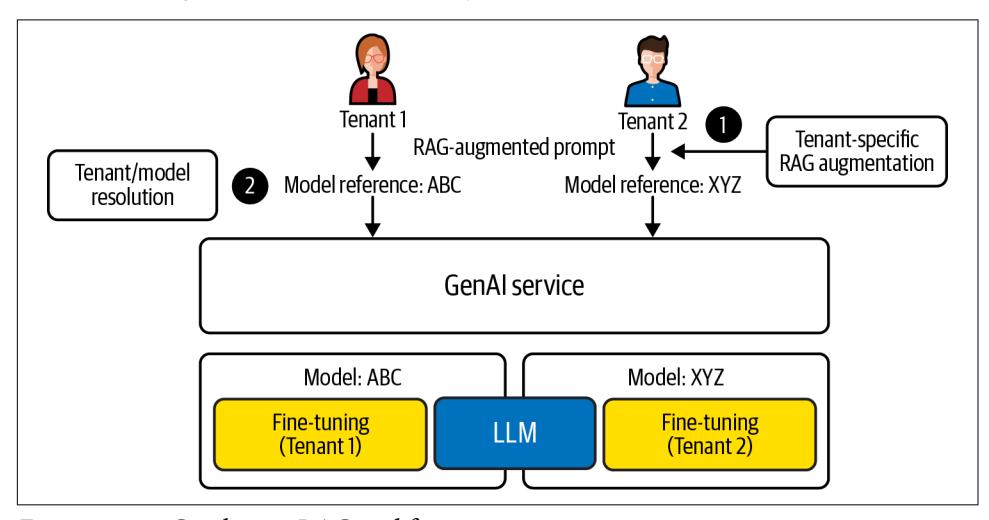 Tenant 1
Tenant 2
1
Tenant-specific
RAG augmentation
RAG-augmented prompt
Tenant/model
resolution
2
Model reference: ABC
Model reference: XYZ
GenAI service
Model: ABC
Model: XYZ
Fine-tuning
(Tenant 1)
LLM
Fine-tuning
(Tenant 2)